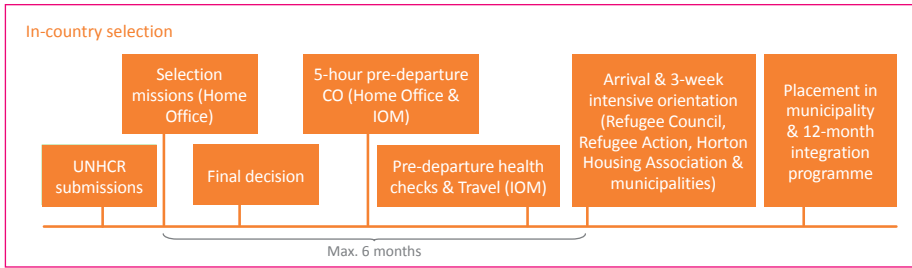 In-country selection
UNHCR
submissions
Selection
missions (Home
Office)
Final decision
5-hour pre-departure
CO (Home Office &
IOM)
Pre-departure health
checks & Travel (IOM)
Arrival & 3-week
intensive orientation
(Refugee Council,
Refugee Action, Horton
Housing Association &
municipalities)
Placement in
municipality
& 12-month
integration
programme
Max. 6 months